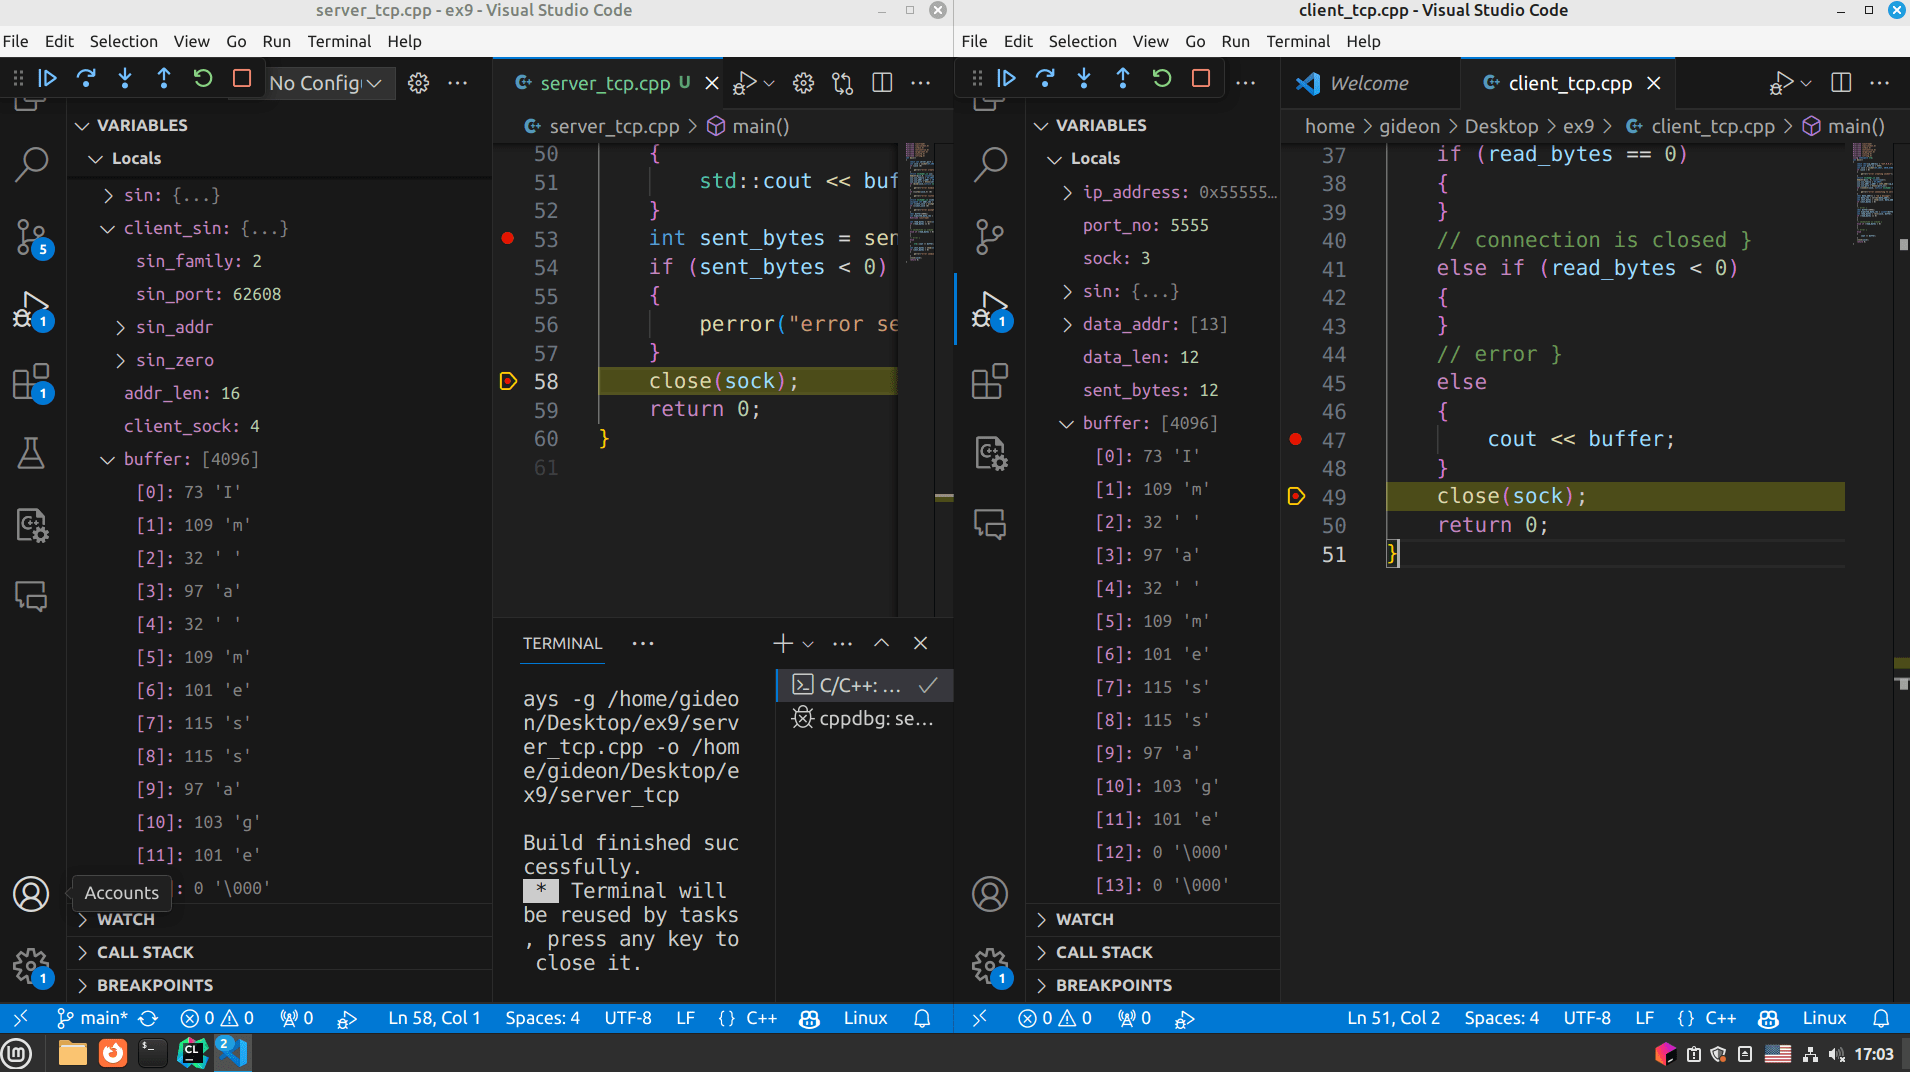 server_tcp.cpp - ex9 - Visual Studio Code
File Edit Selection View Go Run Terminal Help
No Config
server_tcp.cpp U
server_tcp.cpp > main()
VARIABLES
Locals
sin: {...}
client_sin: {...}
sin_family: 2
sin_port: 62608
sin_addr
sin_zero
addr_len: 16
client_sock: 4
buffer: [4096]
[0]: 73 'I'
[1]: 109 'm'
[2]: 32 ' '
[3]: 97 'a'
[4]: 32 ' '
[5]: 109 'm'
[6]: 101 'e'
[7]: 115 's'
[8]: 115 's'
[9]: 97 'a'
[10]: 103 'g'
[11]: 101 'e'
: 0 '\000'
Accounts
WATCH
CALL STACK
BREAKPOINTS
5
1
1
1
50 {
51 std::cout << buf
52 }
53 int sent_bytes = sen
54 if (sent_bytes < 0)
55 {
56 perror("error se
57 }
58 close(sock);
59 return 0;
60 }
61
TERMINAL
ays -g /home/gideo
n/Desktop/ex9/serv
er_tcp.cpp -o /hom
e/gideon/Desktop/e
x9/server_tcp
Build finished suc
cessfully.
* Terminal will
be reused by tasks
, press any key to
close it.
C/C++: ...
cppdbg: se...
main* 0 0 0 Ln 58, Col 1 Spaces: 4 UTF-8 LF {} C++ Linux
client_tcp.cpp - Visual Studio Code
File Edit Selection View Go Run Terminal Help
Welcome
client_tcp.cpp
home > gideon > Desktop > ex9 > client_tcp.cpp > main()
VARIABLES
Locals
ip_address: 0x55555...
port_no: 5555
sock: 3
sin: {...}
data_addr: [13]
data_len: 12
sent_bytes: 12
buffer: [4096]
[0]: 73 'I'
[1]: 109 'm'
[2]: 32 ' '
[3]: 97 'a'
[4]: 32 ' '
[5]: 109 'm'
[6]: 101 'e'
[7]: 115 's'
[8]: 115 's'
[9]: 97 'a'
[10]: 103 'g'
[11]: 101 'e'
[12]: 0 '\000'
[13]: 0 '\000'
WATCH
CALL STACK
BREAKPOINTS
1
1
37 if (read_bytes == 0)
38 {
39 }
40 // connection is closed }
41 else if (read_bytes < 0)
42 {
43 }
44 // error }
45 else
46 {
47 cout << buffer;
48 }
49 close(sock);
50 return 0;
51 }
0 0 0 Ln 51, Col 2 Spaces: 4 UTF-8 LF {} C++ Linux
CL
2
17:03